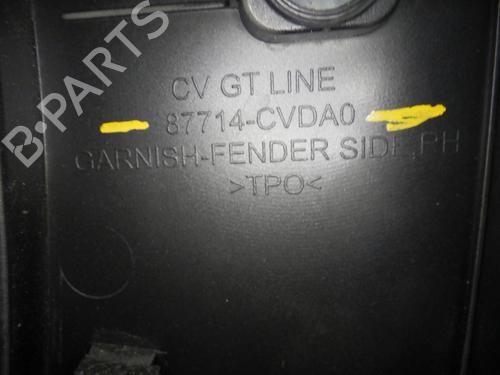 B-PARTS
CV GT LINE
87714-CVDA0
GARNISH-FENDER SIDE,RH
>TPO<